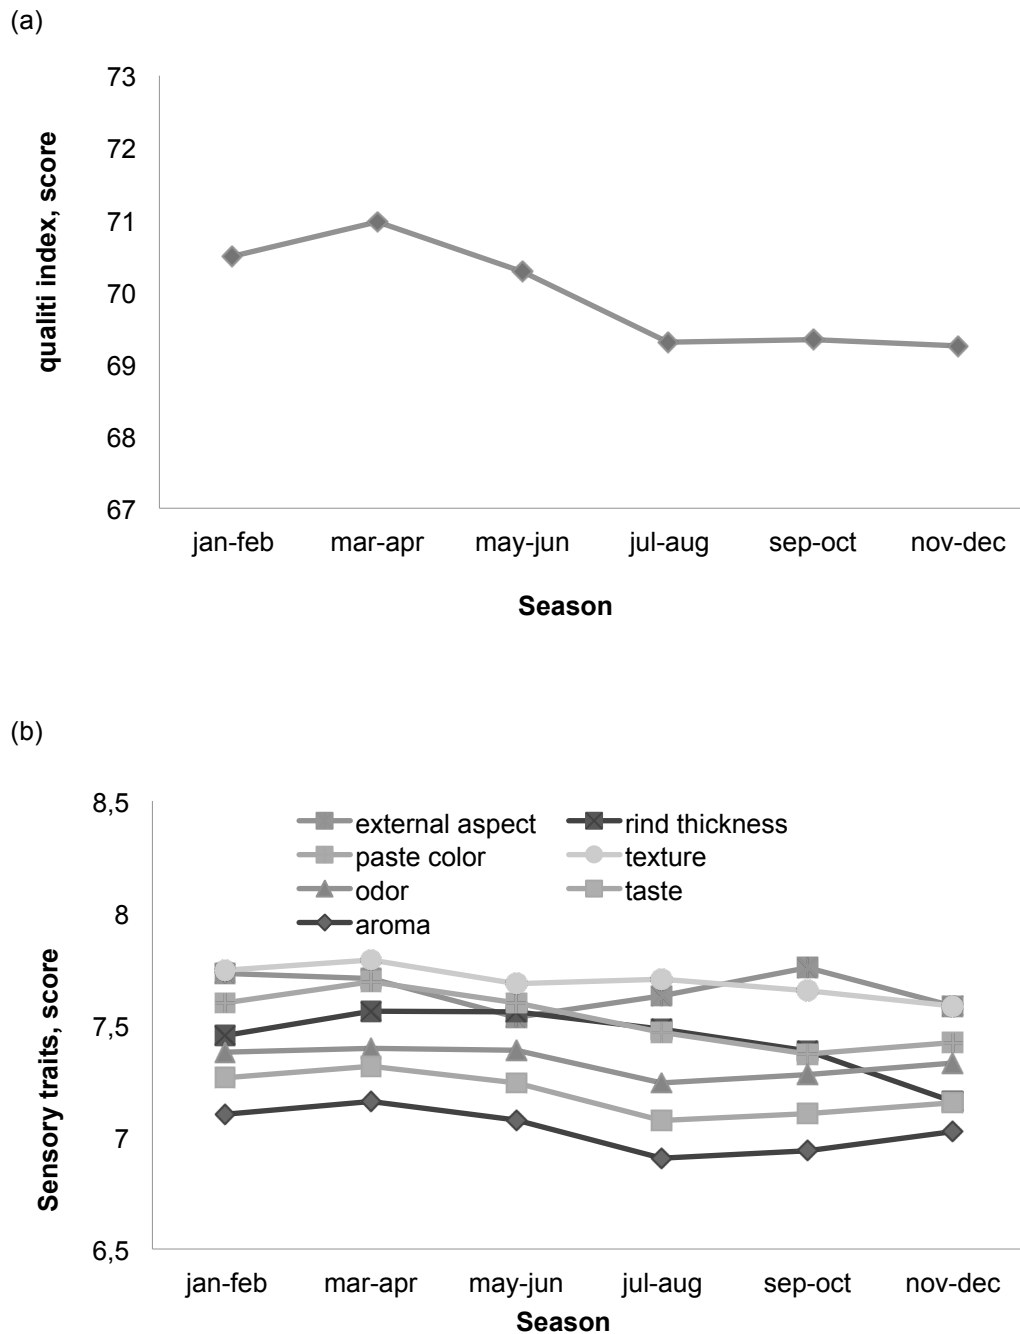 (a)
73
72
71
70
69
68
67
qualiti index, score
jan-feb mar-apr may-jun jul-aug sep-oct nov-dec
Season
(b)
8,5
8
7,5
7
6,5
Sensory traits, score
external aspect rind thickness
paste color texture
odor taste
aroma
jan-feb mar-apr may-jun jul-aug sep-oct nov-dec
Season